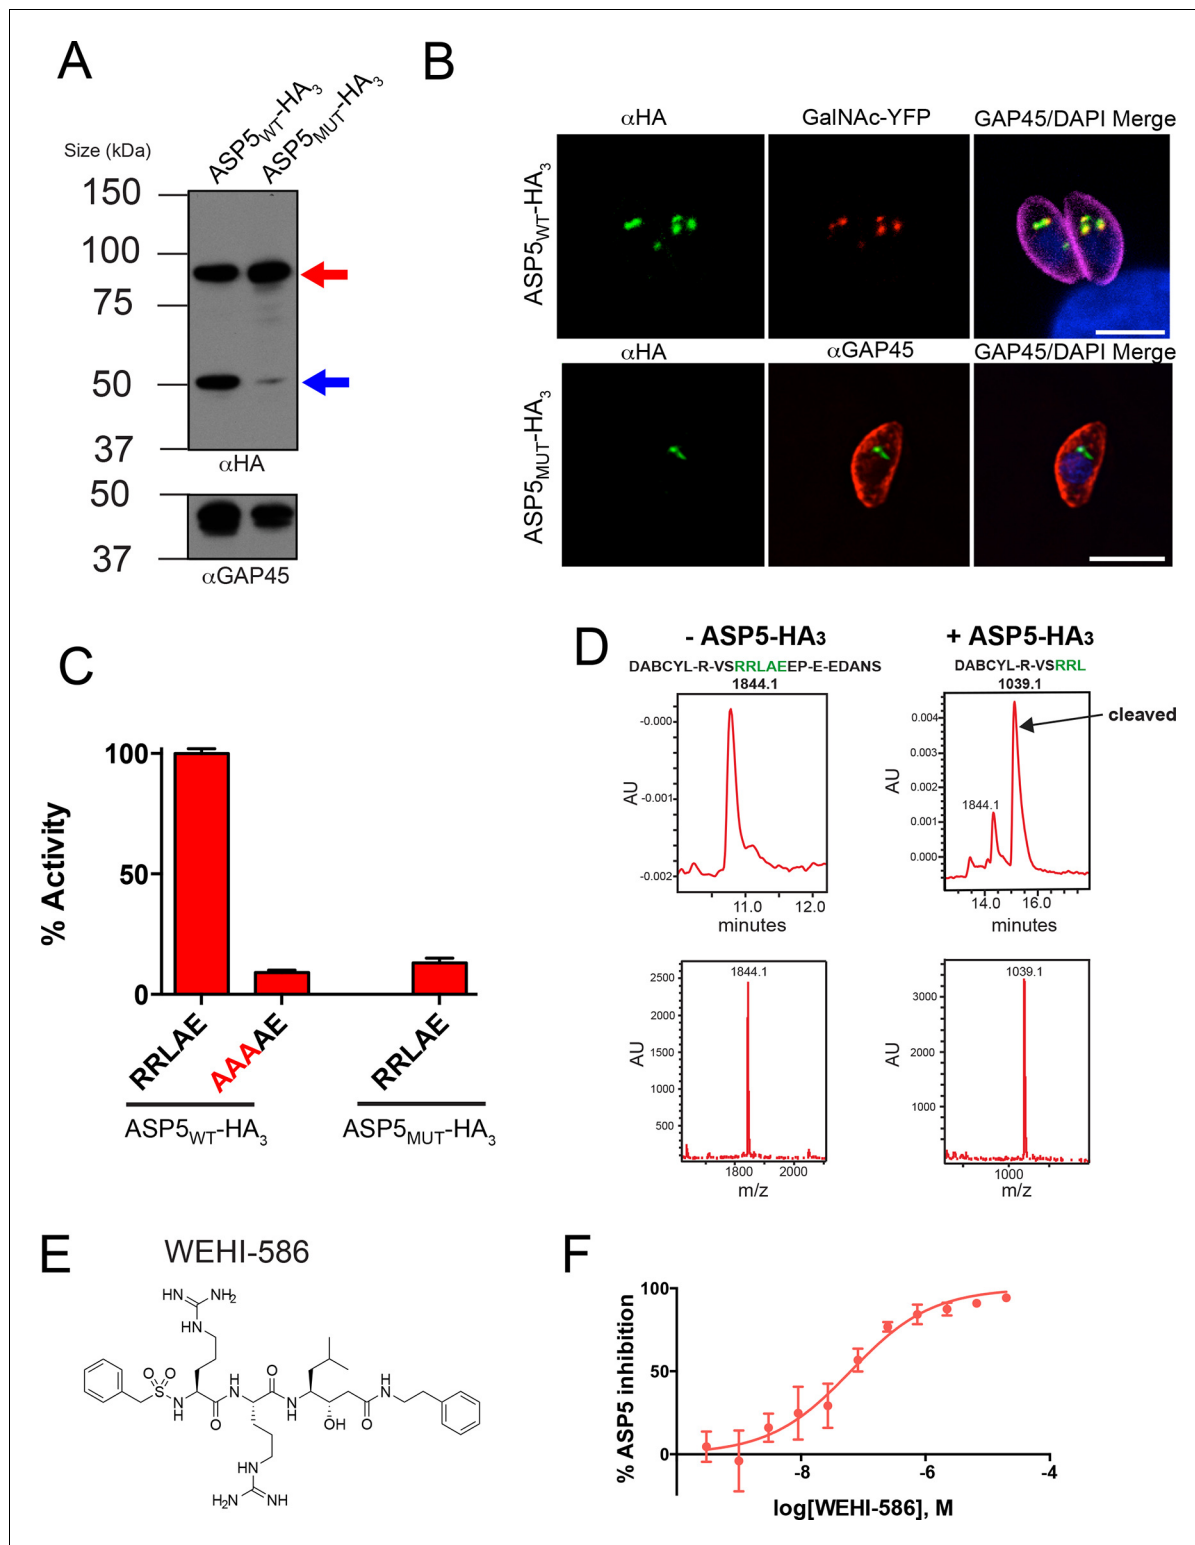 A
ASP5WT-HA3
ASP5MUT-HA3
Size (kDa)
150
100
75
50
37
αHA
50
37
αGAP45
B
αHA GalNAc-YFP GAP45/DAPI Merge
ASP5WT-HA3
αHA αGAP45 GAP45/DAPI Merge
ASP5MUT-HA3
C
% Activity
100
50
0
RRLAE
AAAAE
RRLAE
ASP5WT-HA3
ASP5MUT-HA3
D
- ASP5-HA3
DABCYL-R-VSRRLAEEP-E-EDANS
1844.1
-0.000
-0.001
-0.002
AU
11.0 12.0
minutes
+ ASP5-HA3
DABCYL-R-VSRRL
1039.1
cleaved
1844.1
0.004
0.003
0.002
0.001
0.000
AU
14.0 16.0
minutes
1844.1
2500
2000
1500
1000
500
AU
1800 2000
m/z
1039.1
3000
2000
1000
AU
1000
m/z
E
WEHI-586
HN NH2
HN
O O
S
N
H
O
H
N
O
N
H
OH
O
H
N
HN
H2N NH
F
% ASP5 inhibition
100
50
0
-8 -6 -4
log[WEHI-586], M